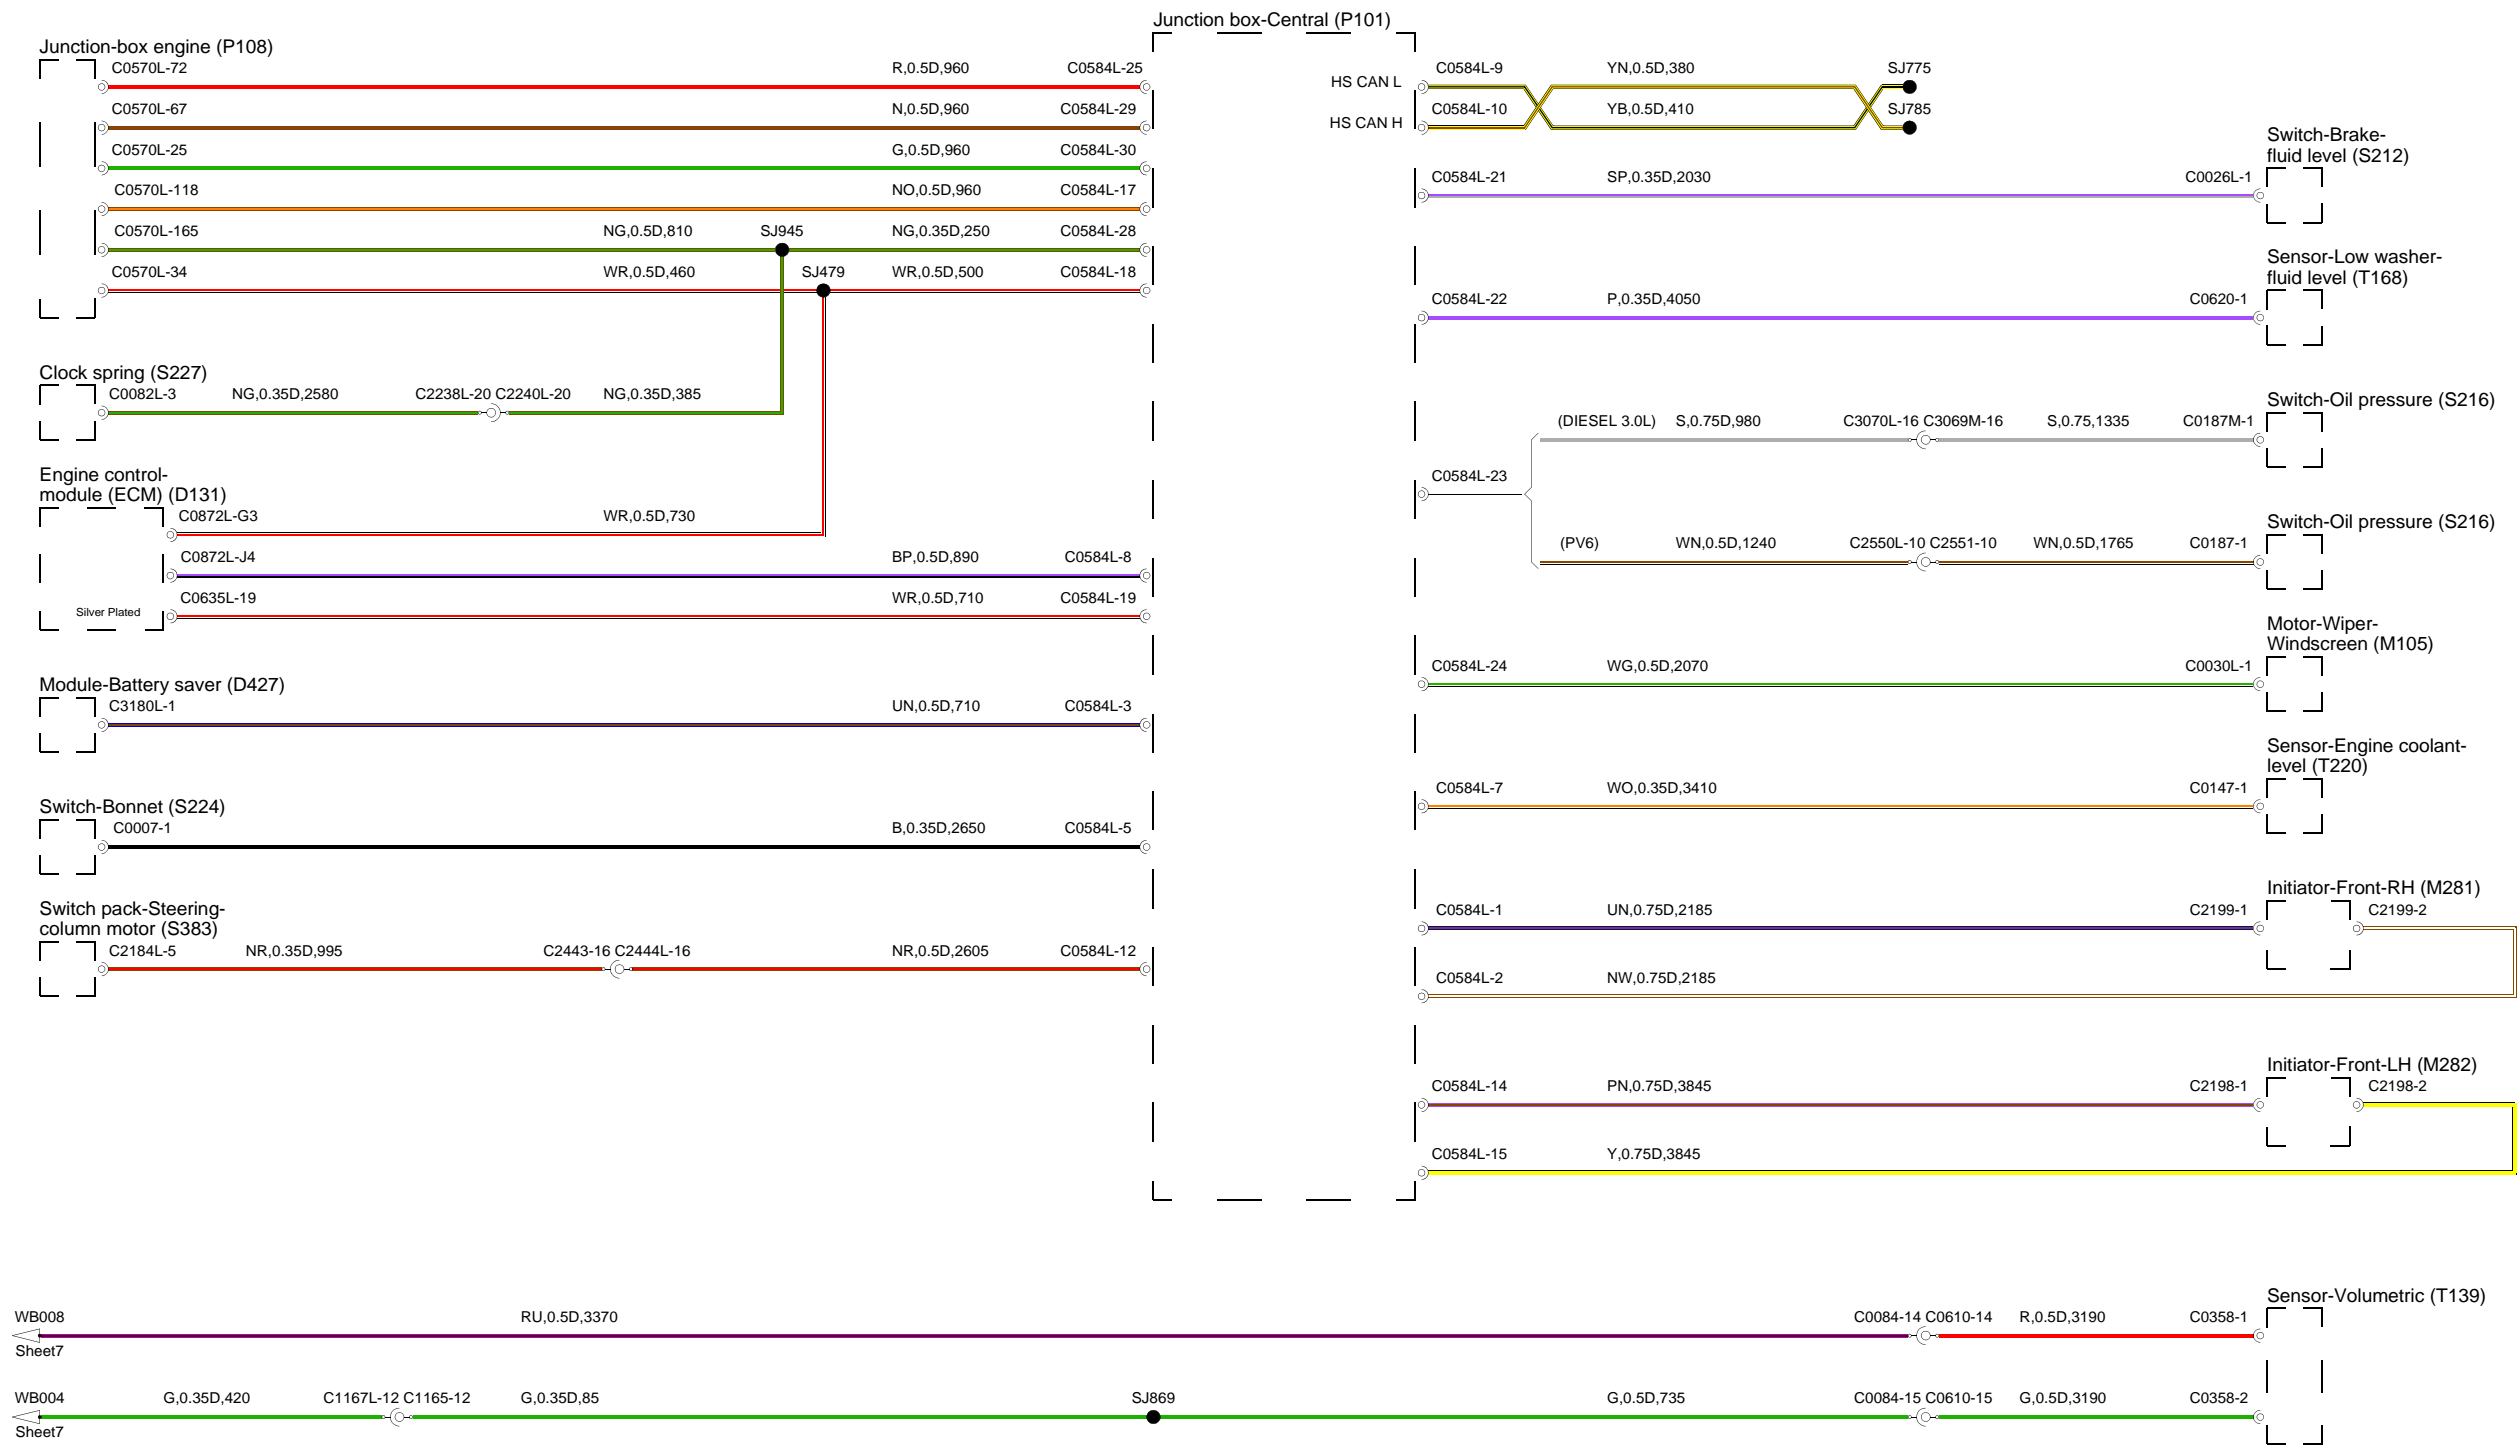 Junction box-Central (P101)
Junction-box engine (P108)
C0570L-72 R,0.5D,960 C0584L-25
C0570L-67 N,0.5D,960 C0584L-29
C0570L-25 G,0.5D,960 C0584L-30
C0570L-118 NO,0.5D,960 C0584L-17
C0570L-165 NG,0.5D,810 SJ945 NG,0.35D,250 C0584L-28
C0570L-34 WR,0.5D,460 SJ479 WR,0.5D,500 C0584L-18
Clock spring (S227)
C0082L-3 NG,0.35D,2580 C2238L-20 C2240L-20 NG,0.35D,385
Engine control-
module (ECM) (D131)
C0872L-G3 WR,0.5D,730
C0872L-J4 BP,0.5D,890 C0584L-8
C0635L-19 WR,0.5D,710 C0584L-19
Silver Plated
Module-Battery saver (D427)
C3180L-1 UN,0.5D,710 C0584L-3
Switch-Bonnet (S224)
C0007-1 B,0.35D,2650 C0584L-5
Switch pack-Steering-
column motor (S383)
C2184L-5 NR,0.35D,995 C2443-16 C2444L-16 NR,0.5D,2605 C0584L-12
HS CAN L C0584L-9 YN,0.5D,380 SJ775
HS CAN H C0584L-10 YB,0.5D,410 SJ785
Switch-Brake-
fluid level (S212)
C0584L-21 SP,0.35D,2030 C0026L-1
Sensor-Low washer-
fluid level (T168)
C0584L-22 P,0.35D,4050 C0620-1
Switch-Oil pressure (S216)
(DIESEL 3.0L) S,0.75D,980 C3070L-16 C3069M-16 S,0.75,1335 C0187M-1
C0584L-23
Switch-Oil pressure (S216)
(PV6) WN,0.5D,1240 C2550L-10 C2551-10 WN,0.5D,1765 C0187-1
Motor-Wiper-
Windscreen (M105)
C0584L-24 WG,0.5D,2070 C0030L-1
Sensor-Engine coolant-
level (T220)
C0584L-7 WO,0.35D,3410 C0147-1
Initiator-Front-RH (M281)
C0584L-1 UN,0.75D,2185 C2199-1 C2199-2
C0584L-2 NW,0.75D,2185
Initiator-Front-LH (M282)
C0584L-14 PN,0.75D,3845 C2198-1 C2198-2
C0584L-15 Y,0.75D,3845
Sensor-Volumetric (T139)
WB008 RU,0.5D,3370 C0084-14 C0610-14 R,0.5D,3190 C0358-1
Sheet7
WB004 G,0.35D,420 C1167L-12 C1165-12 G,0.35D,85 SJ869 G,0.5D,735 C0084-15 C0610-15 G,0.5D,3190 C0358-2
Sheet7